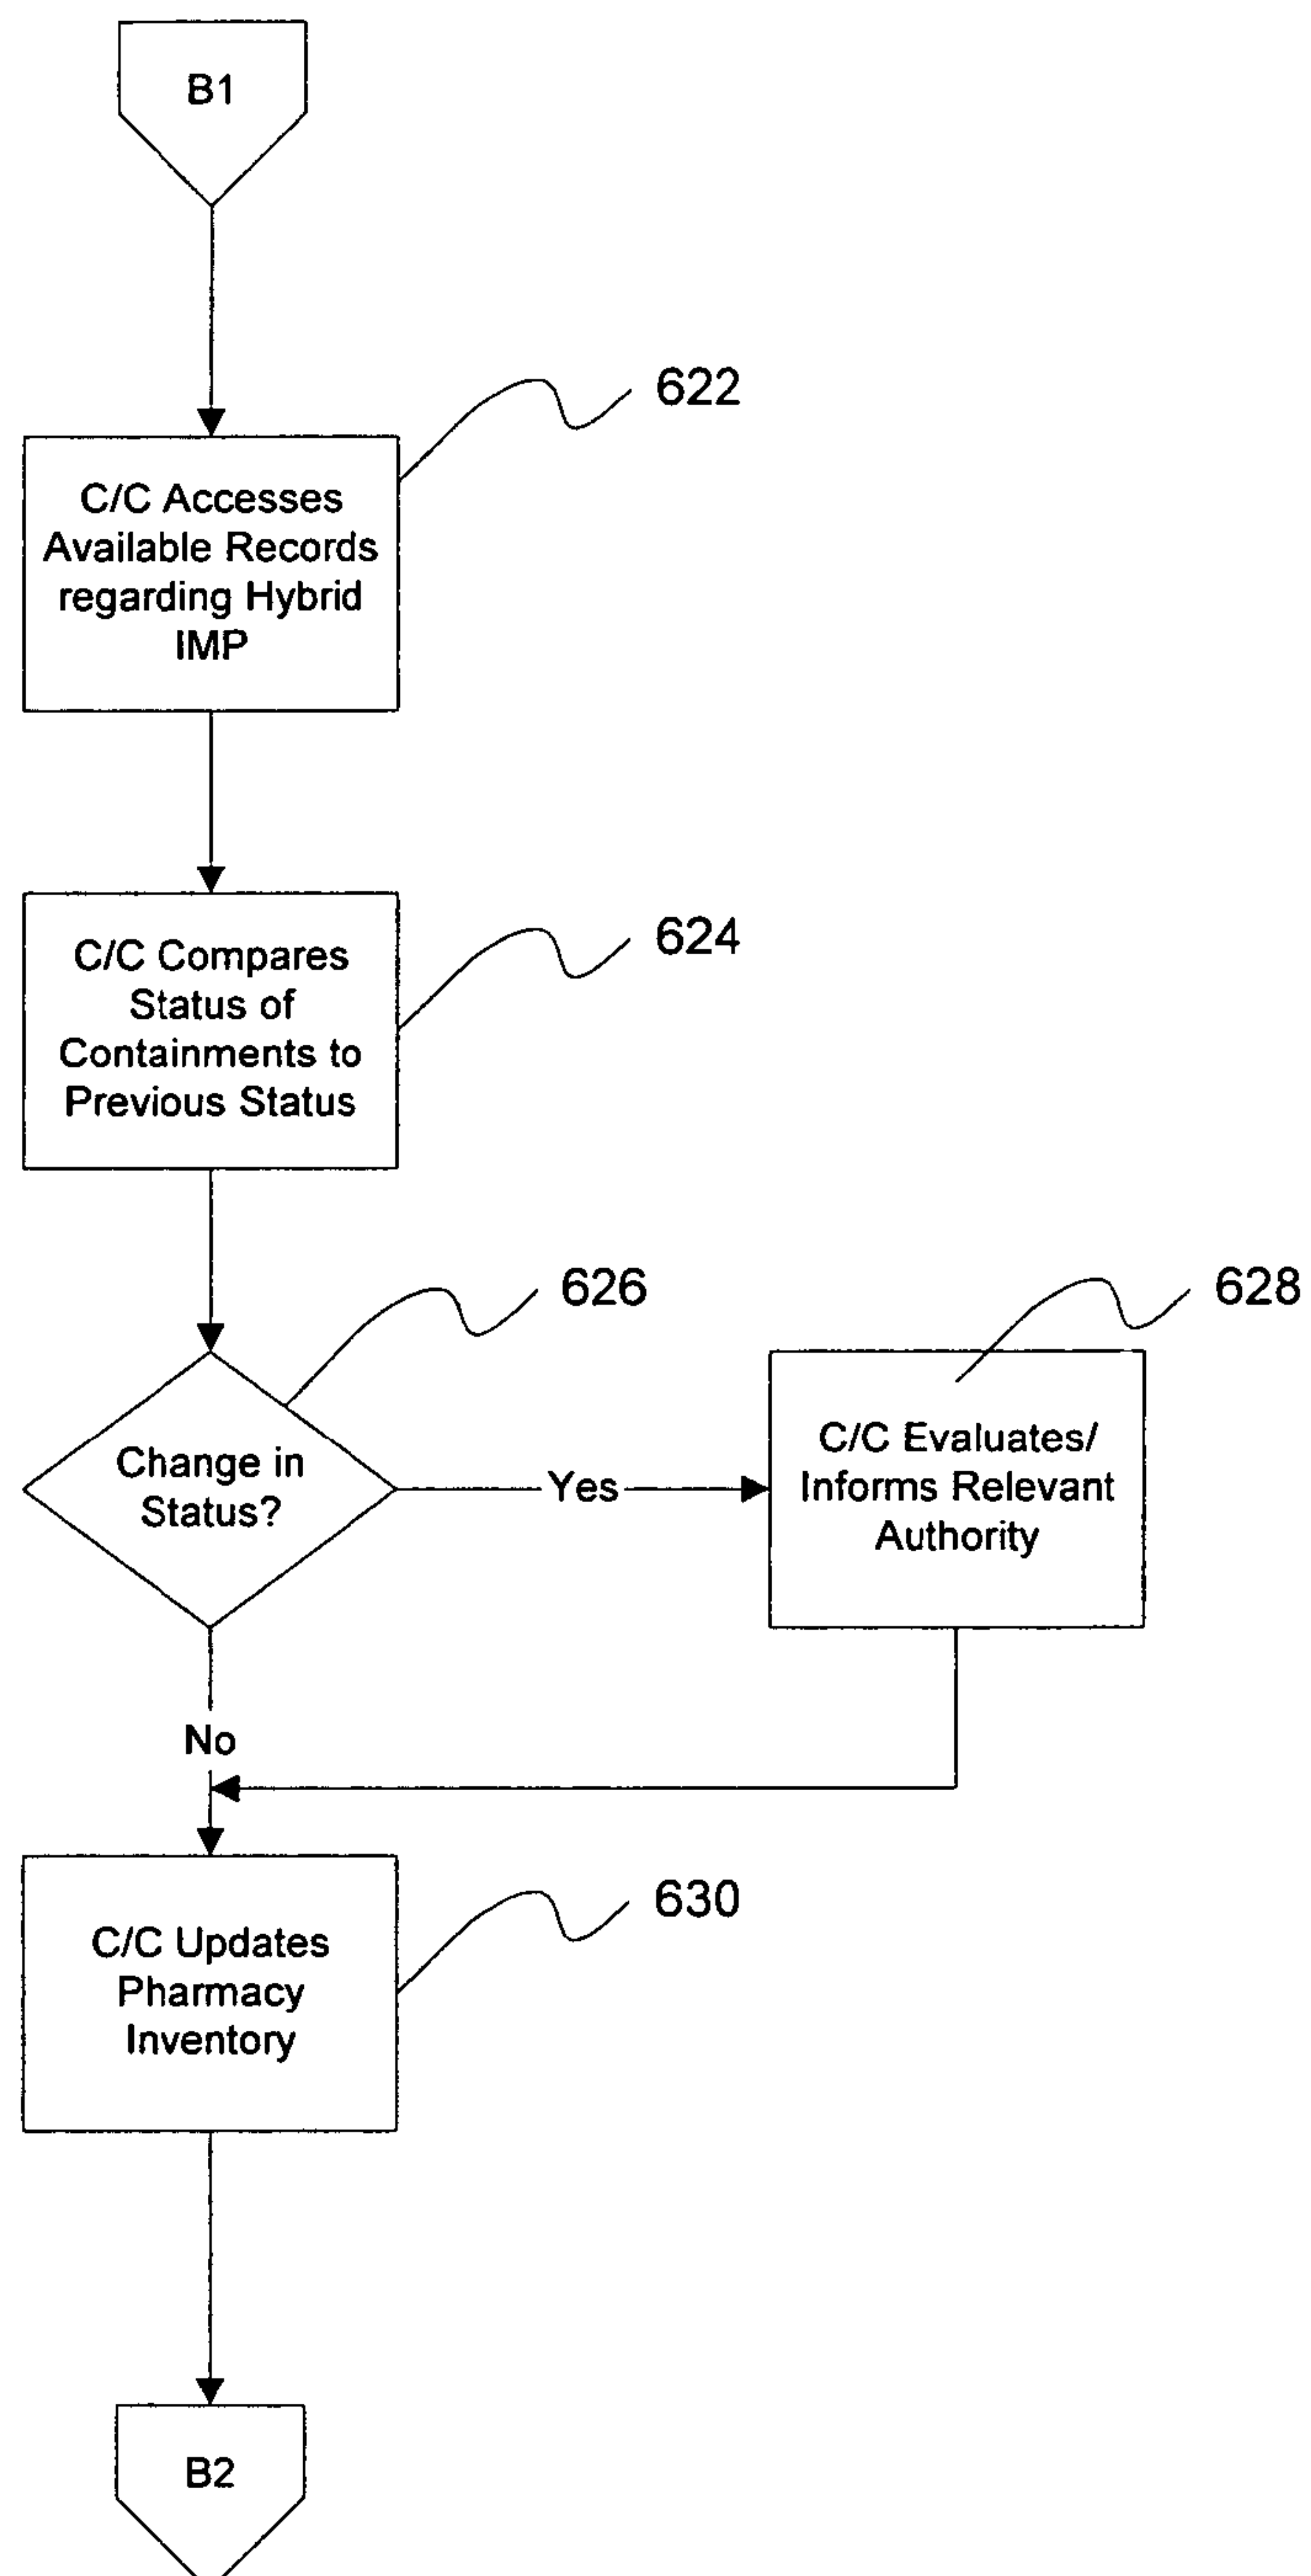 B1
622
C/C Accesses
Available Records
regarding Hybrid
IMP
624
C/C Compares
Status of
Containments to
Previous Status
626
Change in
Status?
Yes
628
C/C Evaluates/
Informs Relevant
Authority
No
630
C/C Updates
Pharmacy
Inventory
B2